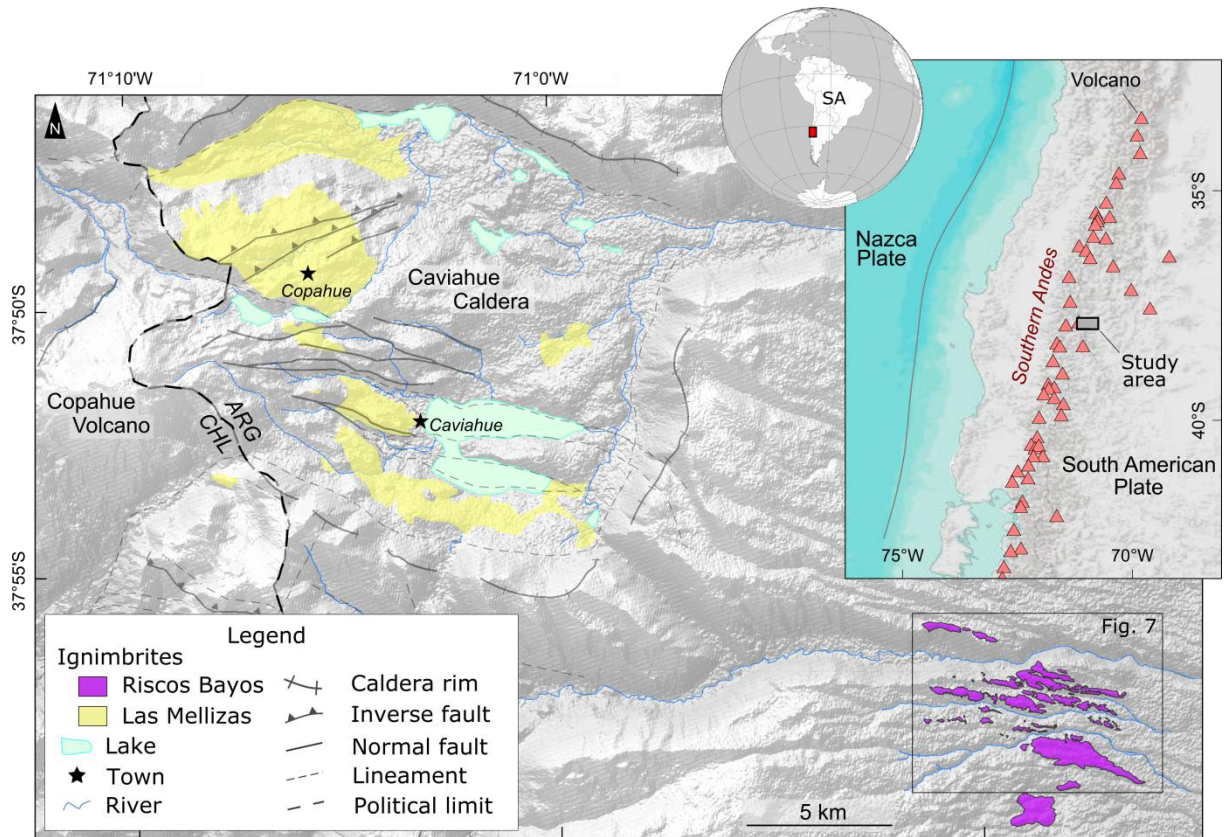 71°10'W
71°0'W
SA
Volcano
35°S
Nazca
Plate
Southern Andes
Study
area
40°S
South American
Plate
75°W
70°W
37°50'S
37°55'S
Copahue
Caviahue
Caldera
Copahue
Volcano
ARG
CHL
Caviahue
N
Fig. 7
5 km
Legend
Ignimbrites
Riscos Bayos
Las Mellizas
Lake
Town
River
Caldera rim
Inverse fault
Normal fault
Lineament
Political limit